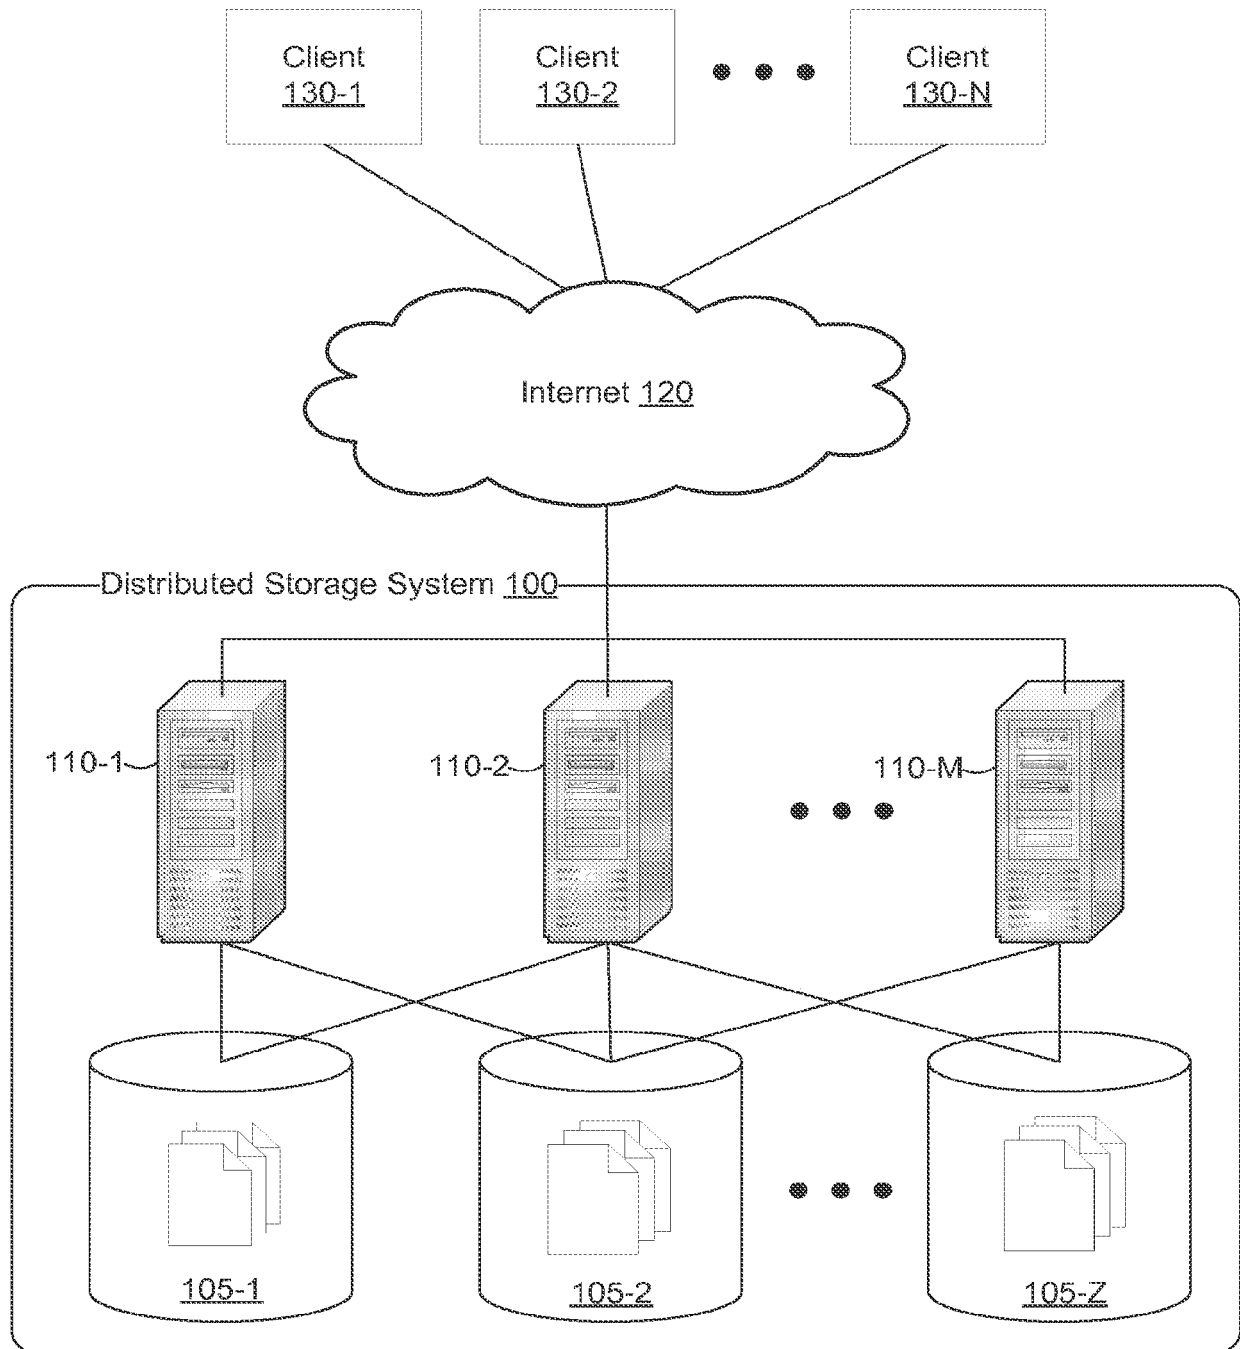 Client
130-1
Client
130-2
Client
130-N
Internet 120
Distributed Storage System 100
110-1
110-2
110-M
105-1
105-2
105-Z